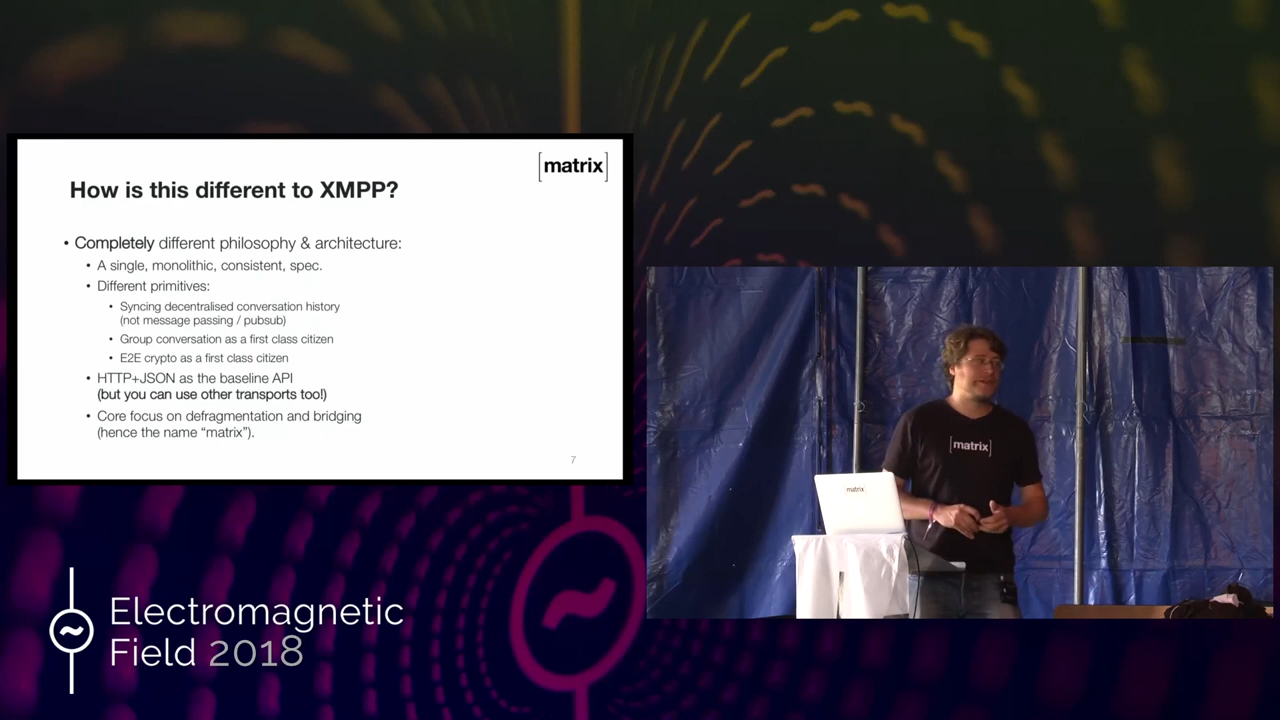 [matrix]
How is this different to XMPP?
• Completely different philosophy & architecture:
• A single, monolithic, consistent, spec.
• Different primitives:
• Syncing decentralised conversation history
(not message passing / pubsub)
• Group conversation as a first class citizen
• E2E crypto as a first class citizen
• HTTP+JSON as the baseline API
(but you can use other transports too!)
• Core focus on defragmentation and bridging
(hence the name “matrix”).
7
[matrix]
[matrix]
Electromagnetic
Field 2018